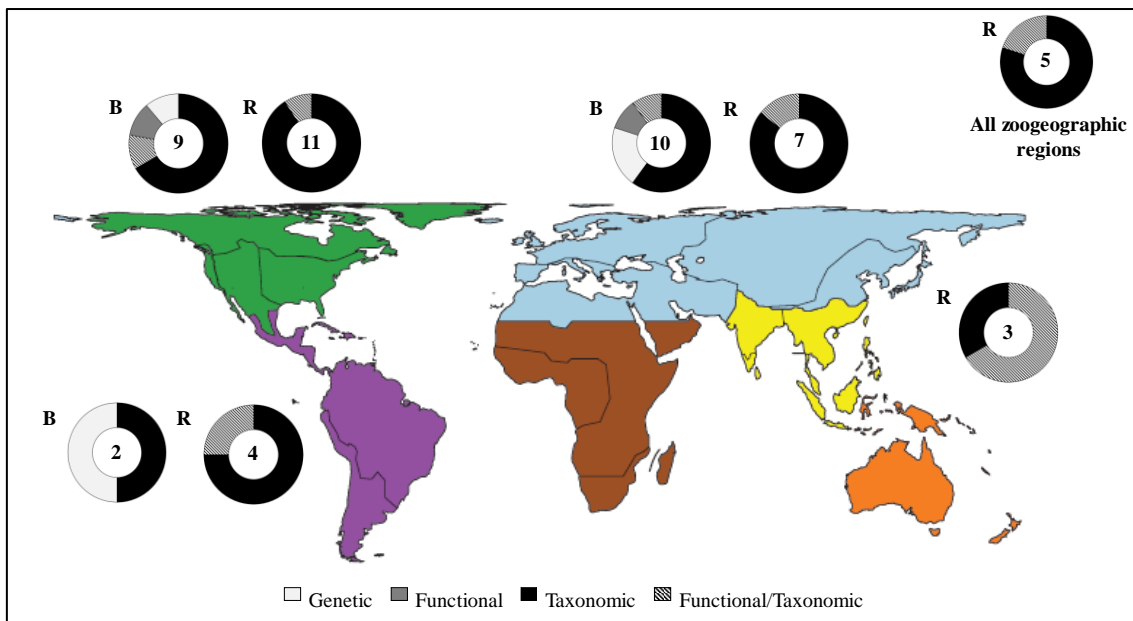 R
5
All zoogeographic
regions
B
9
R
11
B
10
R
7
R
3
B
2
R
4
Genetic Functional Taxonomic Functional/Taxonomic